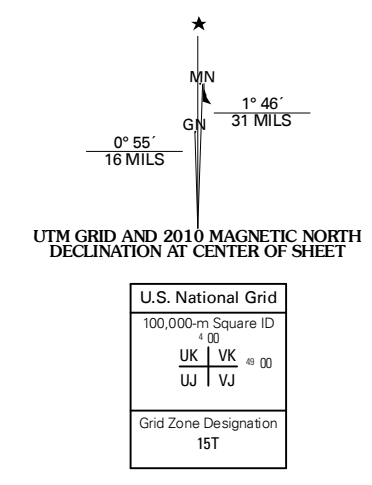 ★
MN
1° 46´
31 MILS
GN
0° 55´
16 MILS
UTM GRID AND 2010 MAGNETIC NORTH
DECLINATION AT CENTER OF SHEET
U.S. National Grid
100,000-m Square ID
4 00
UK VK 49 00
UJ VJ
Grid Zone Designation
15T